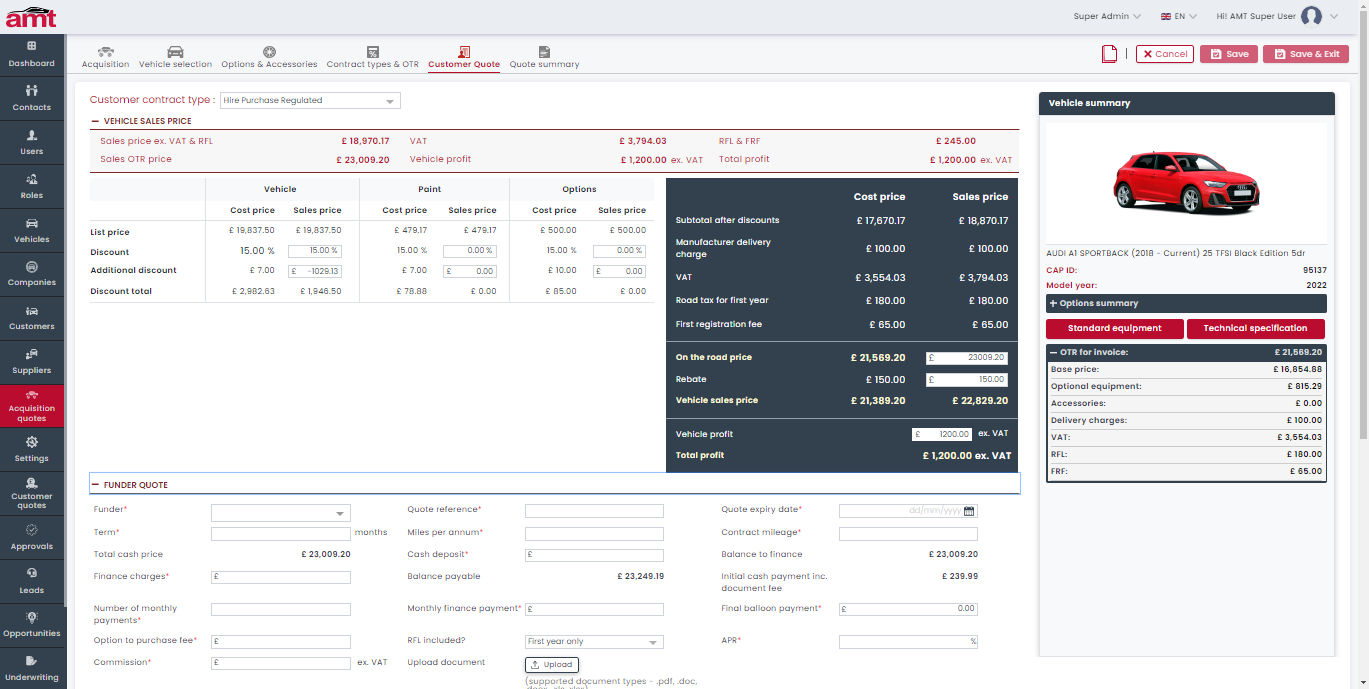 amt
Super Admin
EN
Hi! AMT Super User
Dashboard
Contacts
Users
Roles
Vehicles
Companies
Customers
Suppliers
Acquisition
quotes
Settings
Customer
quotes
Approvals
Leads
Opportunities
Underwriting
Acquisition Vehicle selection Options & Accessories Contract types & OTR Customer Quote Quote summary
Cancel Save Save & Exit
Customer contract type : Hire Purchase Regulated
VEHICLE SALES PRICE
Sales price ex. VAT & RFL £ 18,970.17 VAT £ 3,794.03 RFL & FRF £ 245.00
Sales OTR price £ 23,009.20 Vehicle profit £ 1,200.00 ex. VAT Total profit £ 1,200.00 ex. VAT
Vehicle Paint Options
Cost price Sales price Cost price Sales price Cost price Sales price
List price £ 19,837.50 £ 19,837.50 £ 479.17 £ 479.17 £ 500.00 £ 500.00
Discount 15.00 % 15.00 % 15.00 % 0.00 % 15.00 % 0.00 %
Additional discount £ 7.00 £ -1029.13 £ 7.00 £ 0.00 £ 10.00 £ 0.00
Discount total £ 2,982.63 £ 1,946.50 £ 78.88 £ 0.00 £ 85.00 £ 0.00
Cost price Sales price
Subtotal after discounts £ 17,670.17 £ 18,870.17
Manufacturer delivery
charge £ 100.00 £ 100.00
VAT £ 3,554.03 £ 3,794.03
Road tax for first year £ 180.00 £ 180.00
First registration fee £ 65.00 £ 65.00
On the road price £ 21,569.20 £ 23009.20
Rebate £ 150.00 £ 150.00
Vehicle sales price £ 21,389.20 £ 22,829.20
Vehicle profit £ 1200.00 ex. VAT
Total profit £ 1,200.00 ex. VAT
FUNDER QUOTE
Funder* Quote reference* Quote expiry date* dd/mm/yyyy
Term* months Miles per annum* Contract mileage*
Total cash price £ 23,009.20 Cash deposit* £ Balance to finance £ 23,009.20
Finance charges* £ Balance payable £ 23,249.19 Initial cash payment inc. £ 239.99
document fee
Number of monthly Monthly finance payment* £ Final balloon payment* £ 0.00
payments*
Option to purchase fee* £ RFL included? First year only APR* %
Commission* £ ex. VAT Upload document Upload
(supported document types - .pdf, .doc,
.docx, .xls, .xlsx)
Vehicle summary
AUDI A1 SPORTBACK (2018 - Current) 25 TFSI Black Edition 5dr
CAP ID: 95137
Model year: 2022
+ Options summary
Standard equipment Technical specification
OTR for invoice: £ 21,569.20
Base price: £ 16,854.88
Optional equipment: £ 815.29
Accessories: £ 0.00
Delivery charges: £ 100.00
VAT: £ 3,554.03
RFL: £ 180.00
FRF: £ 65.00